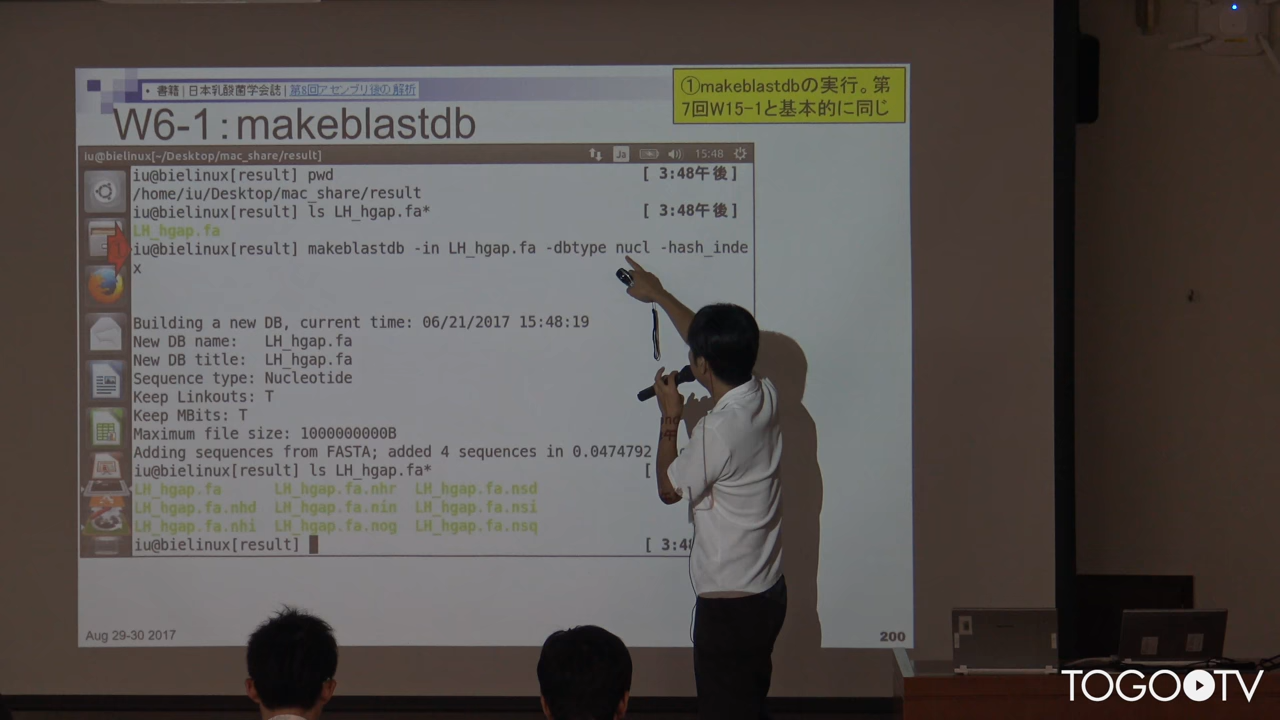 • 書籍 | 日本乳酸菌学会誌 | 第8回アセンブリ後の解析
①makeblastdbの実行。第
7回W15-1と基本的に同じ
W6-1：makeblastdb
iu@bielinux[~/Desktop/mac_share/result]
Ja
15:48
iu@bielinux[result] pwd [ 3:48午後]
/home/iu/Desktop/mac_share/result
iu@bielinux[result] ls LH_hgap.fa* [ 3:48午後]
LH_hgap.fa
iu@bielinux[result] makeblastdb -in LH_hgap.fa -dbtype nucl -hash_inde
x
Building a new DB, current time: 06/21/2017 15:48:19
New DB name: LH_hgap.fa
New DB title: LH_hgap.fa
Sequence type: Nucleotide
Keep Linkouts: T
Keep MBits: T
Maximum file size: 1000000000B
Adding sequences from FASTA; added 4 sequences in 0.0474792
iu@bielinux[result] ls LH_hgap.fa* [
LH_hgap.fa LH_hgap.fa.nhr LH_hgap.fa.nsd
LH_hgap.fa.nhd LH_hgap.fa.nin LH_hgap.fa.nsi
LH_hgap.fa.nhi LH_hgap.fa.nog LH_hgap.fa.nsq
iu@bielinux[result] [ 3:48
Aug 29-30 2017
200
TOGO TV